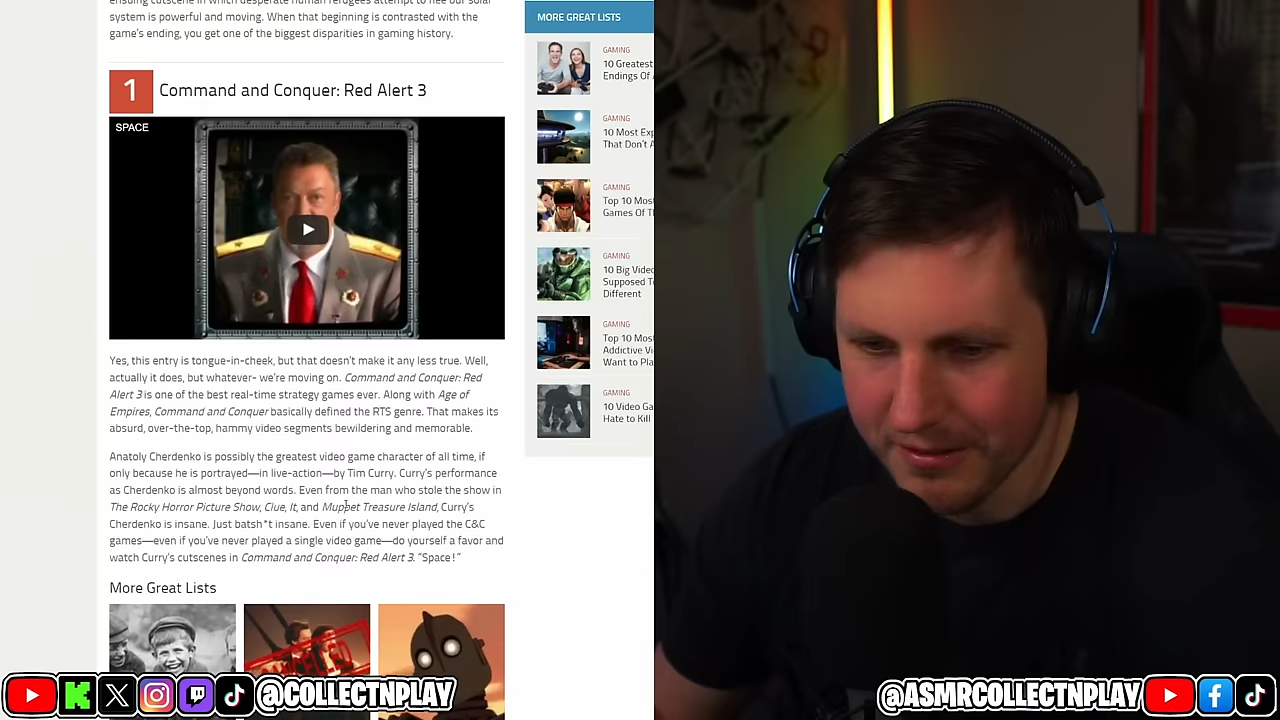 ensuing cutscene in which desperate human refugees attempt to flee our solar
system is powerful and moving. When that beginning is contrasted with the
game's ending, you get one of the biggest disparities in gaming history.
1 Command and Conquer: Red Alert 3
SPACE
Yes, this entry is tongue-in-cheek, but that doesn't make it any less true. Well,
actually it does, but whatever- we're moving on. Command and Conquer: Red
Alert 3 is one of the best real-time strategy games ever. Along with Age of
Empires, Command and Conquer basically defined the RTS genre. That makes its
absurd, over-the-top, hammy video segments bewildering and memorable.
Anatoly Cherdenko is possibly the greatest video game character of all time, if
only because he is portrayed—in live-action—by Tim Curry. Curry's performance
as Cherdenko is almost beyond words. Even from the man who stole the show in
The Rocky Horror Picture Show, Clue, It, and Muppet Treasure Island, Curry's
Cherdenko is insane. Just batsh*t insane. Even if you've never played the C&C
games—even if you've never played a single video game—do yourself a favor and
watch Curry's cutscenes in Command and Conquer: Red Alert 3. "Space!"
More Great Lists
MORE GREAT LISTS
GAMING
10 Greatest
Endings Of
GAMING
10 Most Exp
That Don't
GAMING
Top 10 Most
Games Of T
GAMING
10 Big Video
Supposed T
Different
GAMING
Top 10 Most
Addictive Vi
Want to Pla
GAMING
10 Video Ga
Hate to Kill
CANCELLED
@COLLECTNPLAY
@ASMRCOLLECTNPLAY